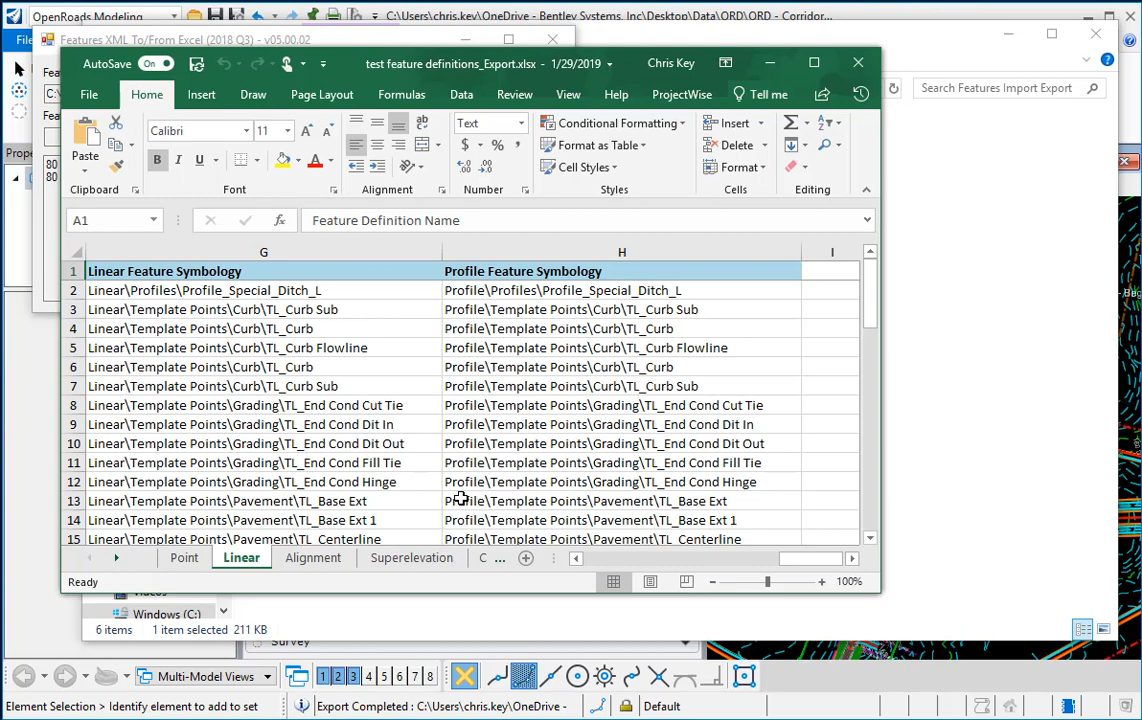 OpenRoads Modeling
C:\Users\chris.key\OneDrive - Bentley Systems, Inc\Desktop\Data\ORD\ORD - Corridor...
Features XML To/From Excel (2018 Q3) - v05.00.02
AutoSave On
test feature definitions_Export.xlsx - 1/29/2019
Chris Key
File Home Insert Draw Page Layout Formulas Data Review View Help ProjectWise Tell me
Search Features Import Export
Calibri 11
Text
Conditional Formatting
Insert
Format as Table
Delete
Paste
Cell Styles
Format
Clipboard Font Alignment Number Styles Cells Editing
A1 fx Feature Definition Name
G H I
1 Linear Feature Symbology Profile Feature Symbology
2 Linear\Profiles\Profile_Special_Ditch_L Profile\Profiles\Profile_Special_Ditch_L
3 Linear\Template Points\Curb\TL_Curb Sub Profile\Template Points\Curb\TL_Curb Sub
4 Linear\Template Points\Curb\TL_Curb Profile\Template Points\Curb\TL_Curb
5 Linear\Template Points\Curb\TL_Curb Flowline Profile\Template Points\Curb\TL_Curb Flowline
6 Linear\Template Points\Curb\TL_Curb Profile\Template Points\Curb\TL_Curb
7 Linear\Template Points\Curb\TL_Curb Sub Profile\Template Points\Curb\TL_Curb Sub
8 Linear\Template Points\Grading\TL_End Cond Cut Tie Profile\Template Points\Grading\TL_End Cond Cut Tie
9 Linear\Template Points\Grading\TL_End Cond Dit In Profile\Template Points\Grading\TL_End Cond Dit In
10 Linear\Template Points\Grading\TL_End Cond Dit Out Profile\Template Points\Grading\TL_End Cond Dit Out
11 Linear\Template Points\Grading\TL_End Cond Fill Tie Profile\Template Points\Grading\TL_End Cond Fill Tie
12 Linear\Template Points\Grading\TL_End Cond Hinge Profile\Template Points\Grading\TL_End Cond Hinge
13 Linear\Template Points\Pavement\TL_Base Ext Profile\Template Points\Pavement\TL_Base Ext
14 Linear\Template Points\Pavement\TL_Base Ext 1 Profile\Template Points\Pavement\TL_Base Ext 1
15 Linear\Template Points\Pavement\TL_Centerline Profile\Template Points\Pavement\TL_Centerline
Point Linear Alignment Superelevation C ...
Ready 100%
Windows (C:)
6 items 1 item selected 211 KB
Survey
Multi-Model Views 1 2 3 4 5 6 7 8
Element Selection > Identify element to add to set
Export Completed : C:\Users\chris.key\OneDrive -
Default